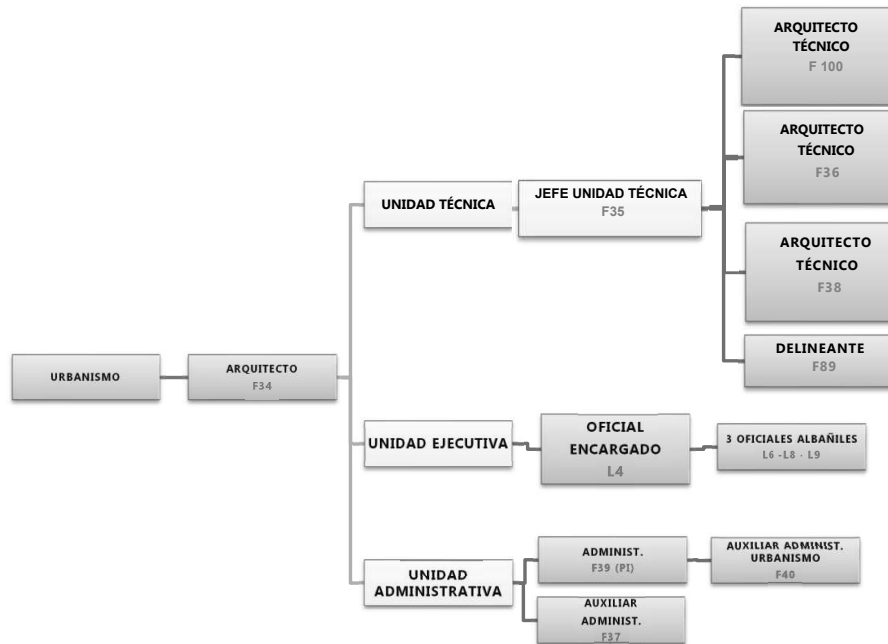 URBANISMO
ARQUITECTO
F34
UNIDAD TÉCNICA
JEFE UNIDAD TÉCNICA
F35
ARQUITECTO
TÉCNICO
F 100
ARQUITECTO
TÉCNICO
F36
ARQUITECTO
TÉCNICO
F38
DELINEANTE
F89
UNIDAD EJECUTIVA
OFICIAL
ENCARGADO
L4
3 OFICIALES ALBAÑILES
L6 -L8 - L9
UNIDAD
ADMINISTRATIVA
ADMINIST.
F39 (PI)
AUXILIAR ADMINIST.
URBANISMO
F40
AUXILIAR
ADMINIST.
F37